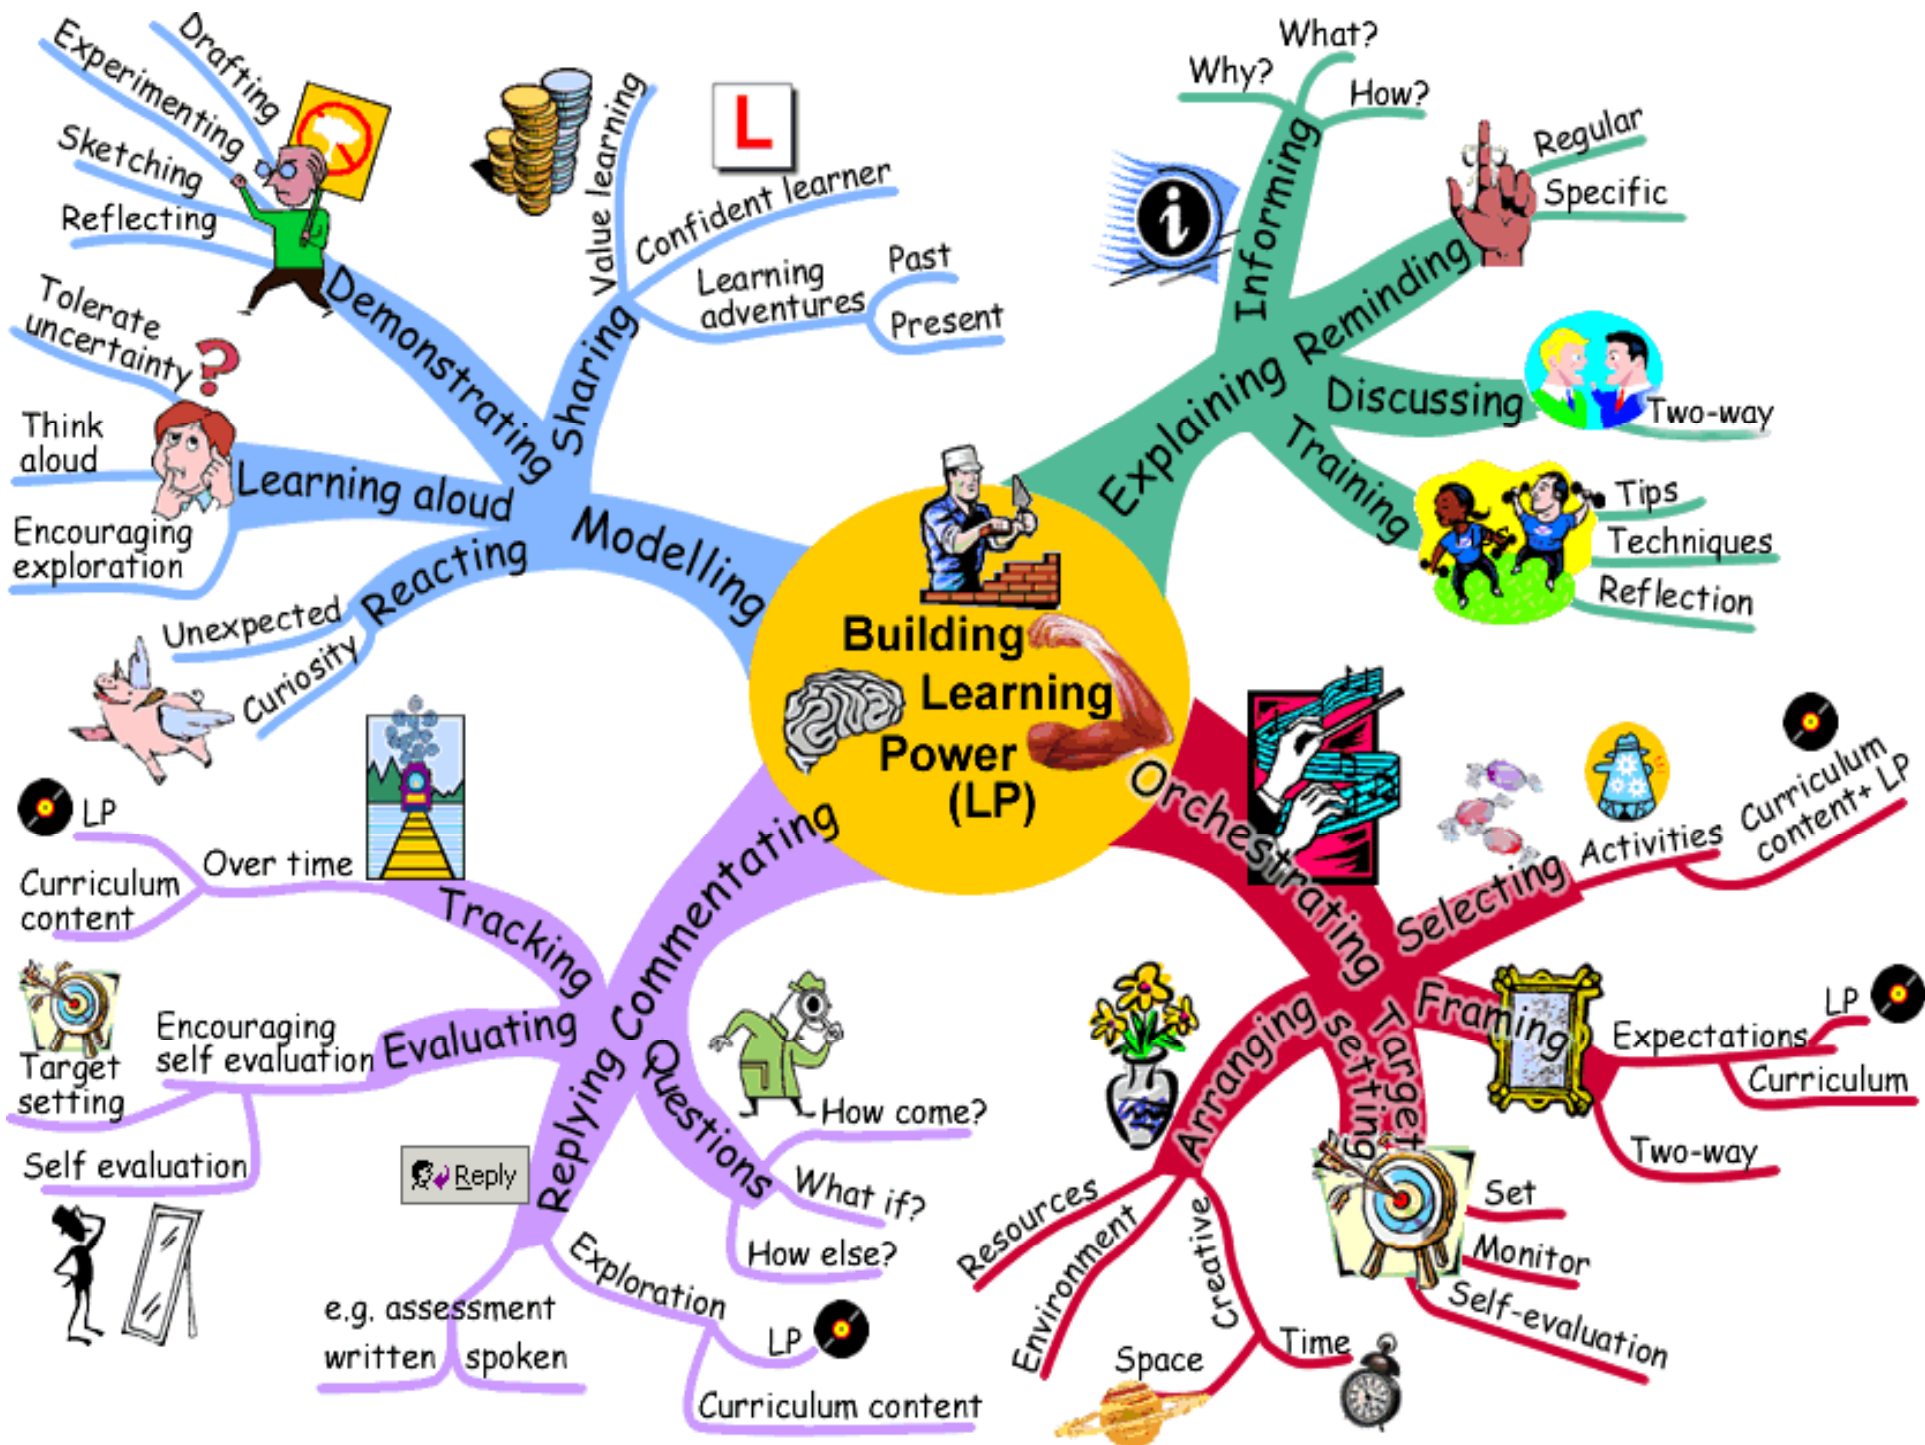 Building
Learning
Power
(LP)
Modelling
Demonstrating
Drafting
Experimenting
Sketching
Reflecting
Sharing
Value learning
L
Confident learner
Learning
adventures
Past
Present
Learning aloud
Tolerate
uncertainty
?
Think
aloud
Encouraging
exploration
Reacting
Unexpected
Curiosity
Explaining
Informing
i
Why?
What?
How?
Reminding
Regular
Specific
Discussing
Two-way
Training
Tips
Techniques
Reflection
Orchestrating
Selecting
Activities
Curriculum
content+ LP
Framing
Expectations
LP
Curriculum
Two-way
Target
setting
Set
Monitor
Self-evaluation
Arranging
Resources
Environment
Creative
Space
Time
Commentating
Tracking
Over time
LP
Curriculum
content
Evaluating
Encouraging
self evaluation
Target
setting
Self evaluation
Replying
Reply
e.g. assessment
written
spoken
Exploration
LP
Curriculum content
Questions
How come?
What if?
How else?